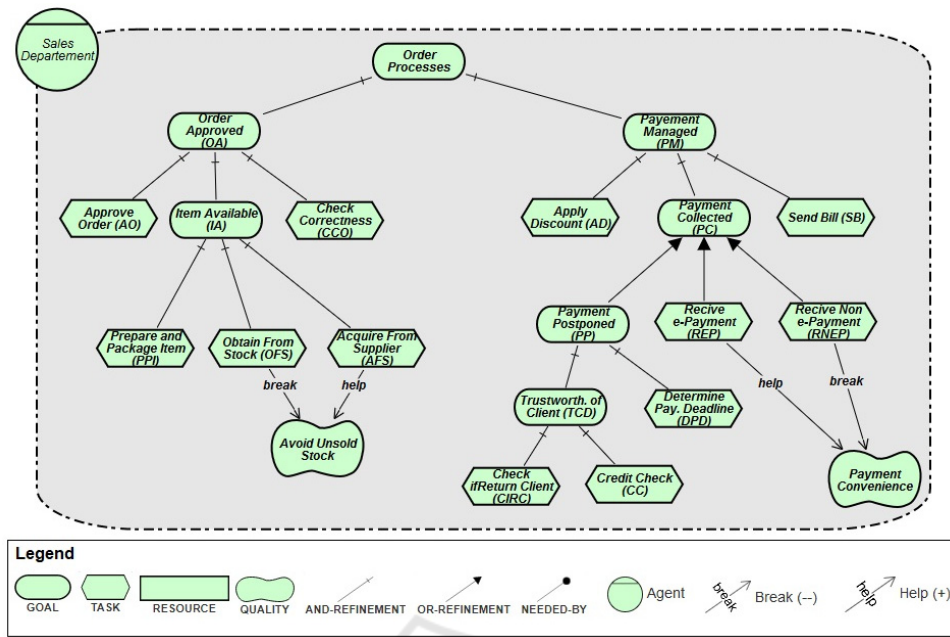 Sales
Departement
Order
Processes
Order
Approved
(OA)
Payement
Managed
(PM)
Approve
Order (AO)
Item Available
(IA)
Check
Correctness
(CCO)
Apply
Discount (AD)
Payment
Collected
(PC)
Send Bill (SB)
Prepare and
Package Item
(PPI)
Obtain From
Stock (OFS)
Acquire From
Supplier
(AFS)
Payment
Postponed
(PP)
Recive
e-Payment
(REP)
Recive Non
e-Payment
(RNEP)
break
help
help
break
Trustworth. of
Client (TCD)
Determine
Pay. Deadline
(DPD)
Avoid Unsold
Stock
Check
ifReturn Client
(CIRC)
Credit Check
(CC)
Payment
Convenience
Legend
GOAL
TASK
RESOURCE
QUALITY
AND-REFINEMENT
OR-REFINEMENT
NEEDED-BY
Agent
break
Break (--)
help
Help (+)